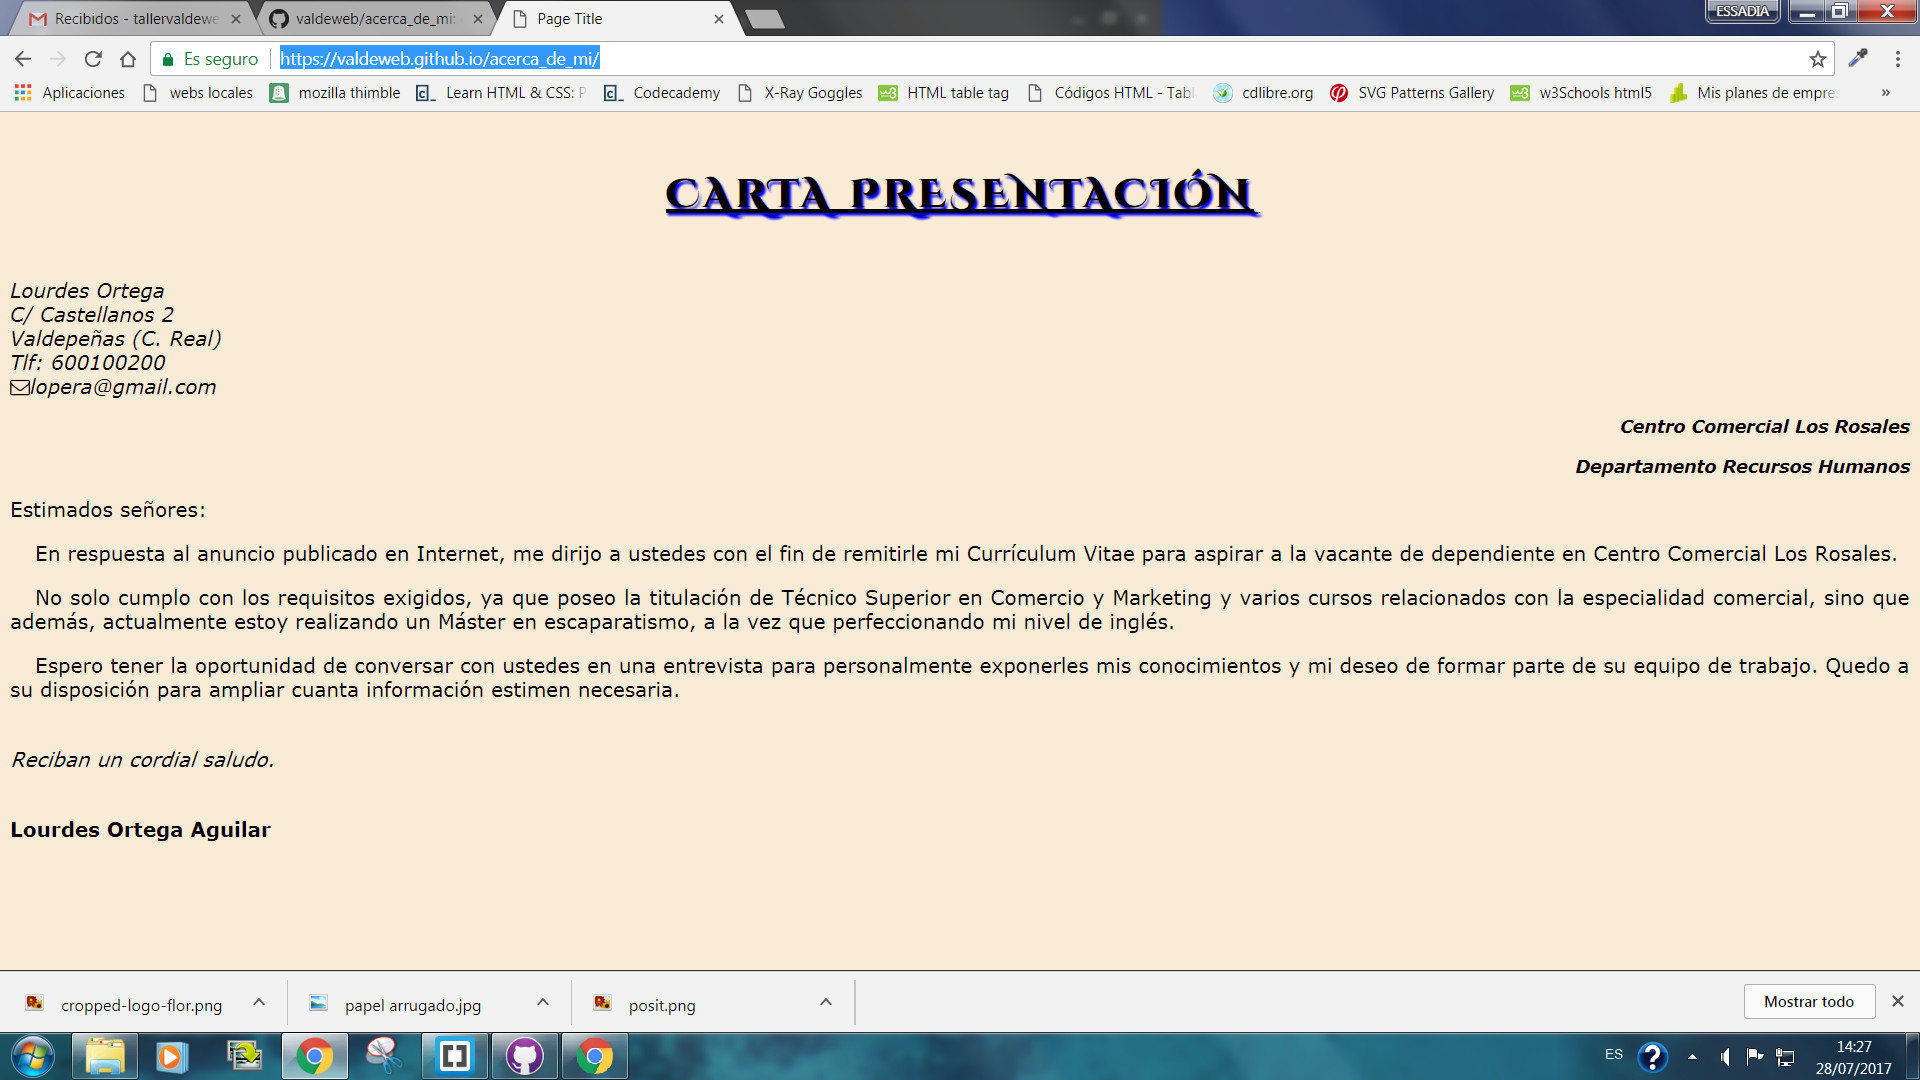 Recibidos - tallervaldewe
valdeweb/acerca_de_mi:
Page Title
ESSADIA
Es seguro
https://valdeweb.github.io/acerca_de_mi/
Aplicaciones
webs locales
mozilla thimble
Learn HTML & CSS: P
Codecademy
X-Ray Goggles
HTML table tag
Códigos HTML - Tabl
cdlibre.org
SVG Patterns Gallery
w3Schools html5
Mis planes de empre
»
CARTA PRESENTACIÓN
Lourdes Ortega
C/ Castellanos 2
Valdepeñas (C. Real)
Tlf: 600100200
lopera@gmail.com
Centro Comercial Los Rosales
Departamento Recursos Humanos
Estimados señores:
En respuesta al anuncio publicado en Internet, me dirijo a ustedes con el fin de remitirle mi Currículum Vitae para aspirar a la vacante de dependiente en Centro Comercial Los Rosales.
No solo cumplo con los requisitos exigidos, ya que poseo la titulación de Técnico Superior en Comercio y Marketing y varios cursos relacionados con la especialidad comercial, sino que
además, actualmente estoy realizando un Máster en escaparatismo, a la vez que perfeccionando mi nivel de inglés.
Espero tener la oportunidad de conversar con ustedes en una entrevista para personalmente exponerles mis conocimientos y mi deseo de formar parte de su equipo de trabajo. Quedo a
su disposición para ampliar cuanta información estimen necesaria.
Reciban un cordial saludo.
Lourdes Ortega Aguilar
cropped-logo-flor.png
papel arrugado.jpg
posit.png
Mostrar todo
ES
14:27
28/07/2017